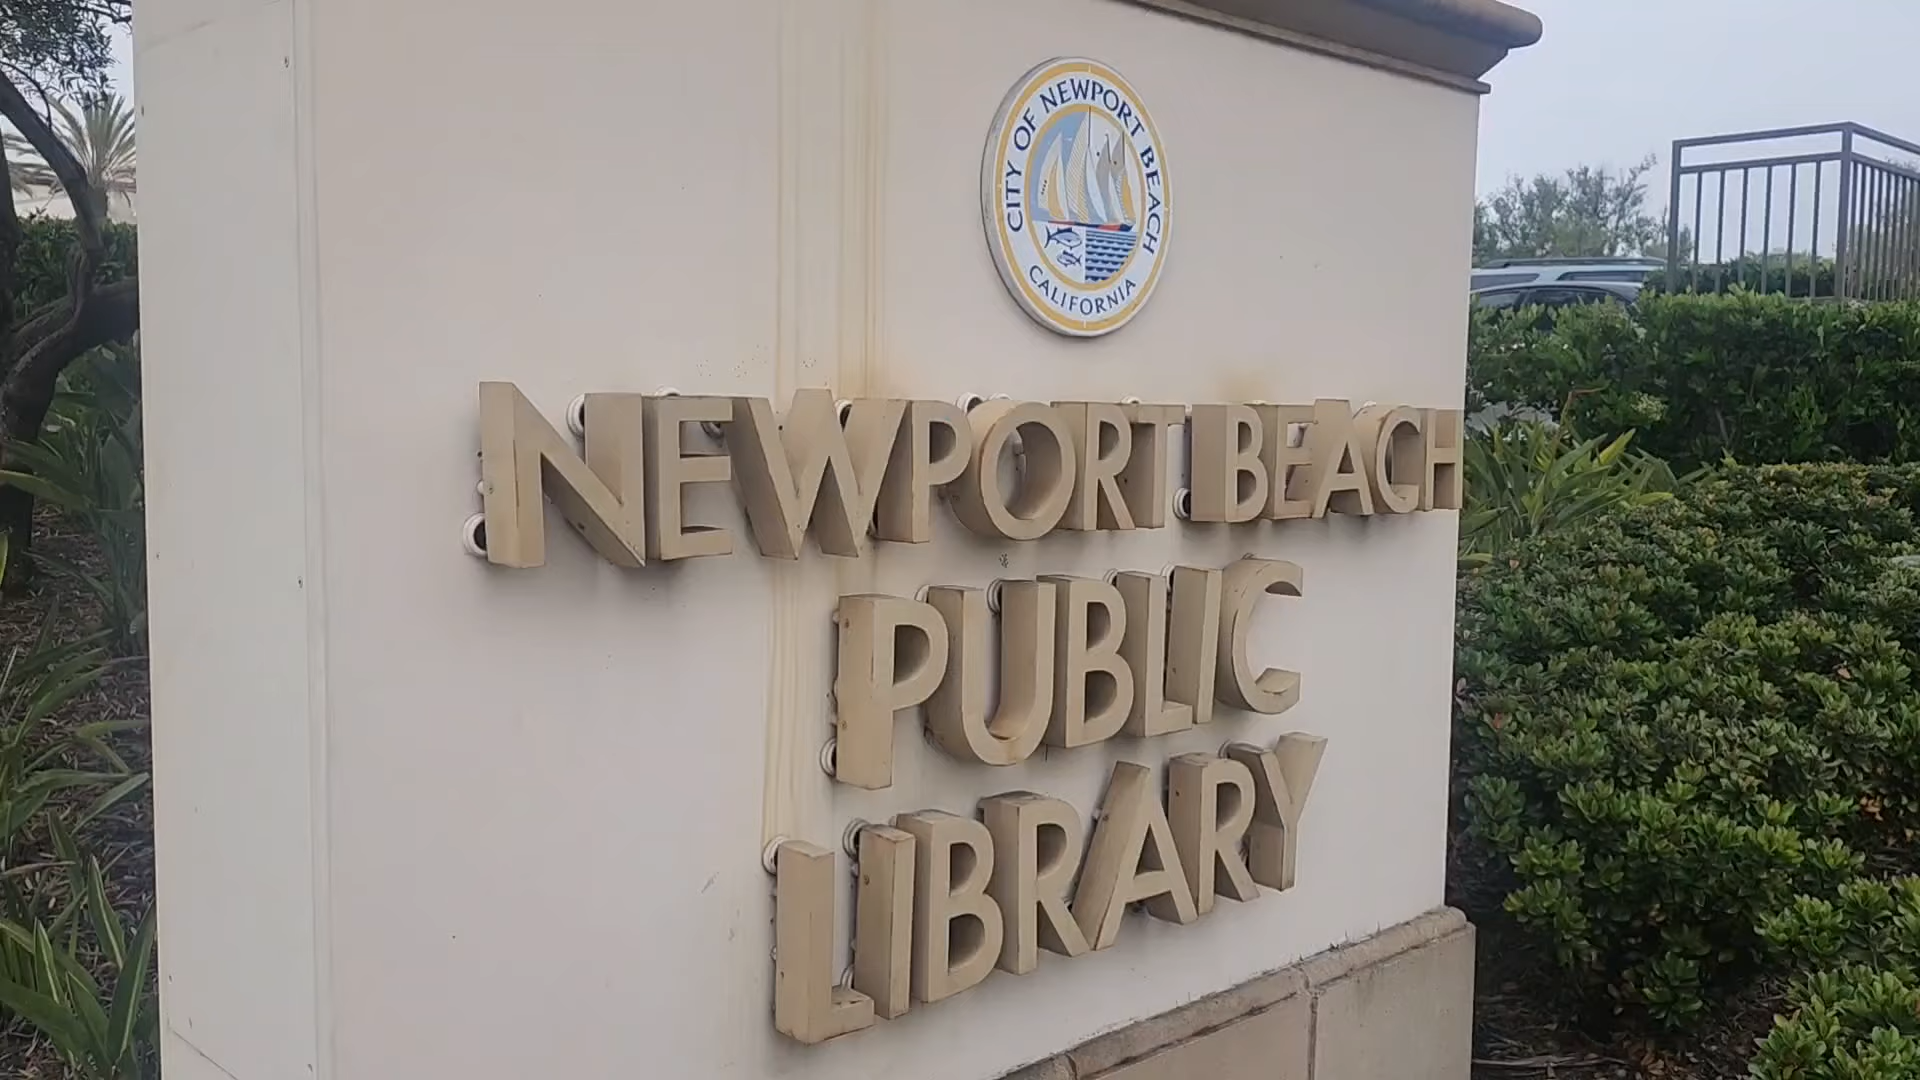 CITY OF NEWPORT BEACH
CALIFORNIA
NEWPORT BEACH
PUBLIC
LIBRARY